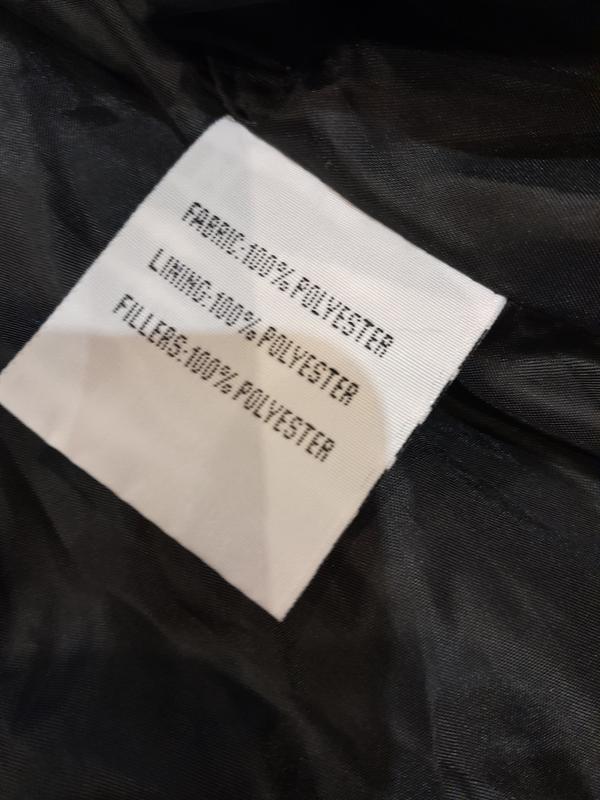 FABRIC:100% POLYESTER
LINING:100% POLYESTER
FILLERS:100% POLYESTER